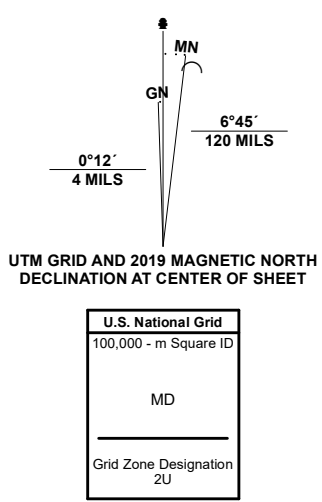 MN
GN
6°45´
120 MILS
0°12´
4 MILS
UTM GRID AND 2019 MAGNETIC NORTH
DECLINATION AT CENTER OF SHEET
U.S. National Grid
100,000 - m Square ID
MD
Grid Zone Designation
2U